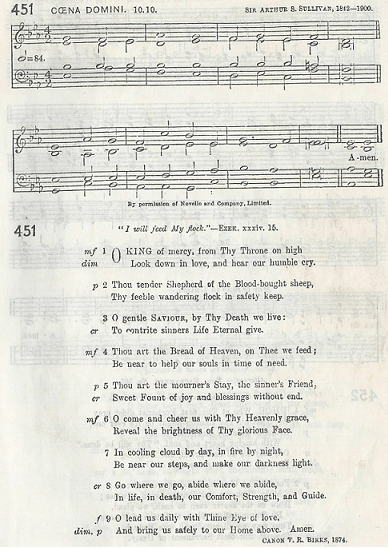 451 CŒNA DOMINI. 10.10. SIR ARTHUR S. SULLIVAN, 1842—1900.
=84.
A-men.
By permission of Novello and Company, Limited.
451 "I will feed My flock."—EZEK. xxxiv. 15.
mf 1 O KING of mercy, from Thy Throne on high
dim Look down in love, and hear our humble cry.
p 2 Thou tender Shepherd of the Blood-bought sheep,
Thy feeble wandering flock in safety keep.
3 O gentle SAVIOUR, by Thy Death we live:
cr To contrite sinners Life Eternal give.
mf 4 Thou art the Bread of Heaven, on Thee we feed;
Be near to help our souls in time of need.
p 5 Thou art the mourner's Stay, the sinner's Friend,
cr Sweet Fount of joy and blessings without end.
mf 6 O come and cheer us with Thy Heavenly grace,
Reveal the brightness of Thy glorious Face.
7 In cooling cloud by day, in fire by night,
Be near our steps, and make our darkness light.
cr 8 Go where we go, abide where we abide,
In life, in death, our Comfort, Strength, and Guide.
f 9 O lead us daily with Thine Eye of love,
dim. p And bring us safely to our Home above. Amen.
CANON T. R. BIRKS, 1874.